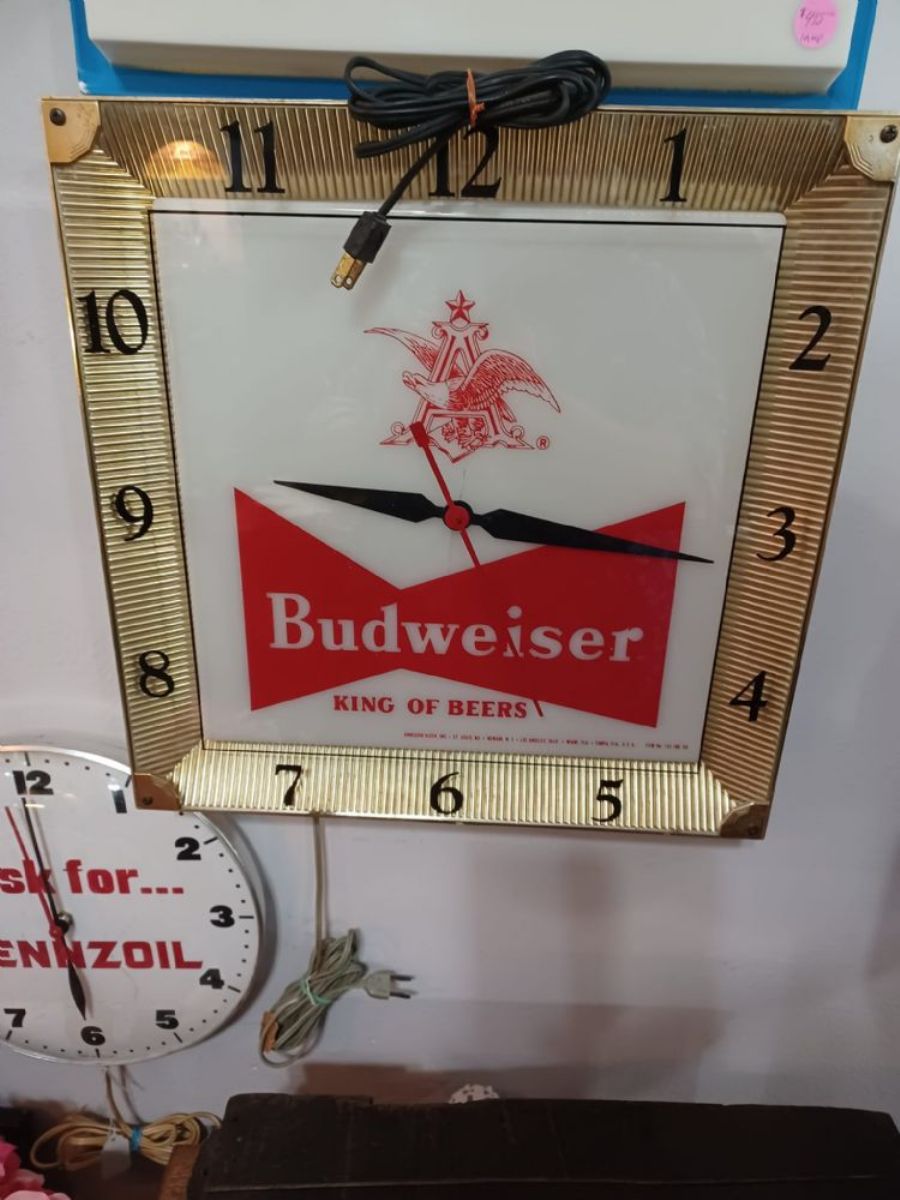 11 12 1
10 2
9 3
8 4
7 6 5
A
®
Budweiser
KING OF BEERS
12 1
2
sk for...
3
ENNZOIL
4
7 6 5